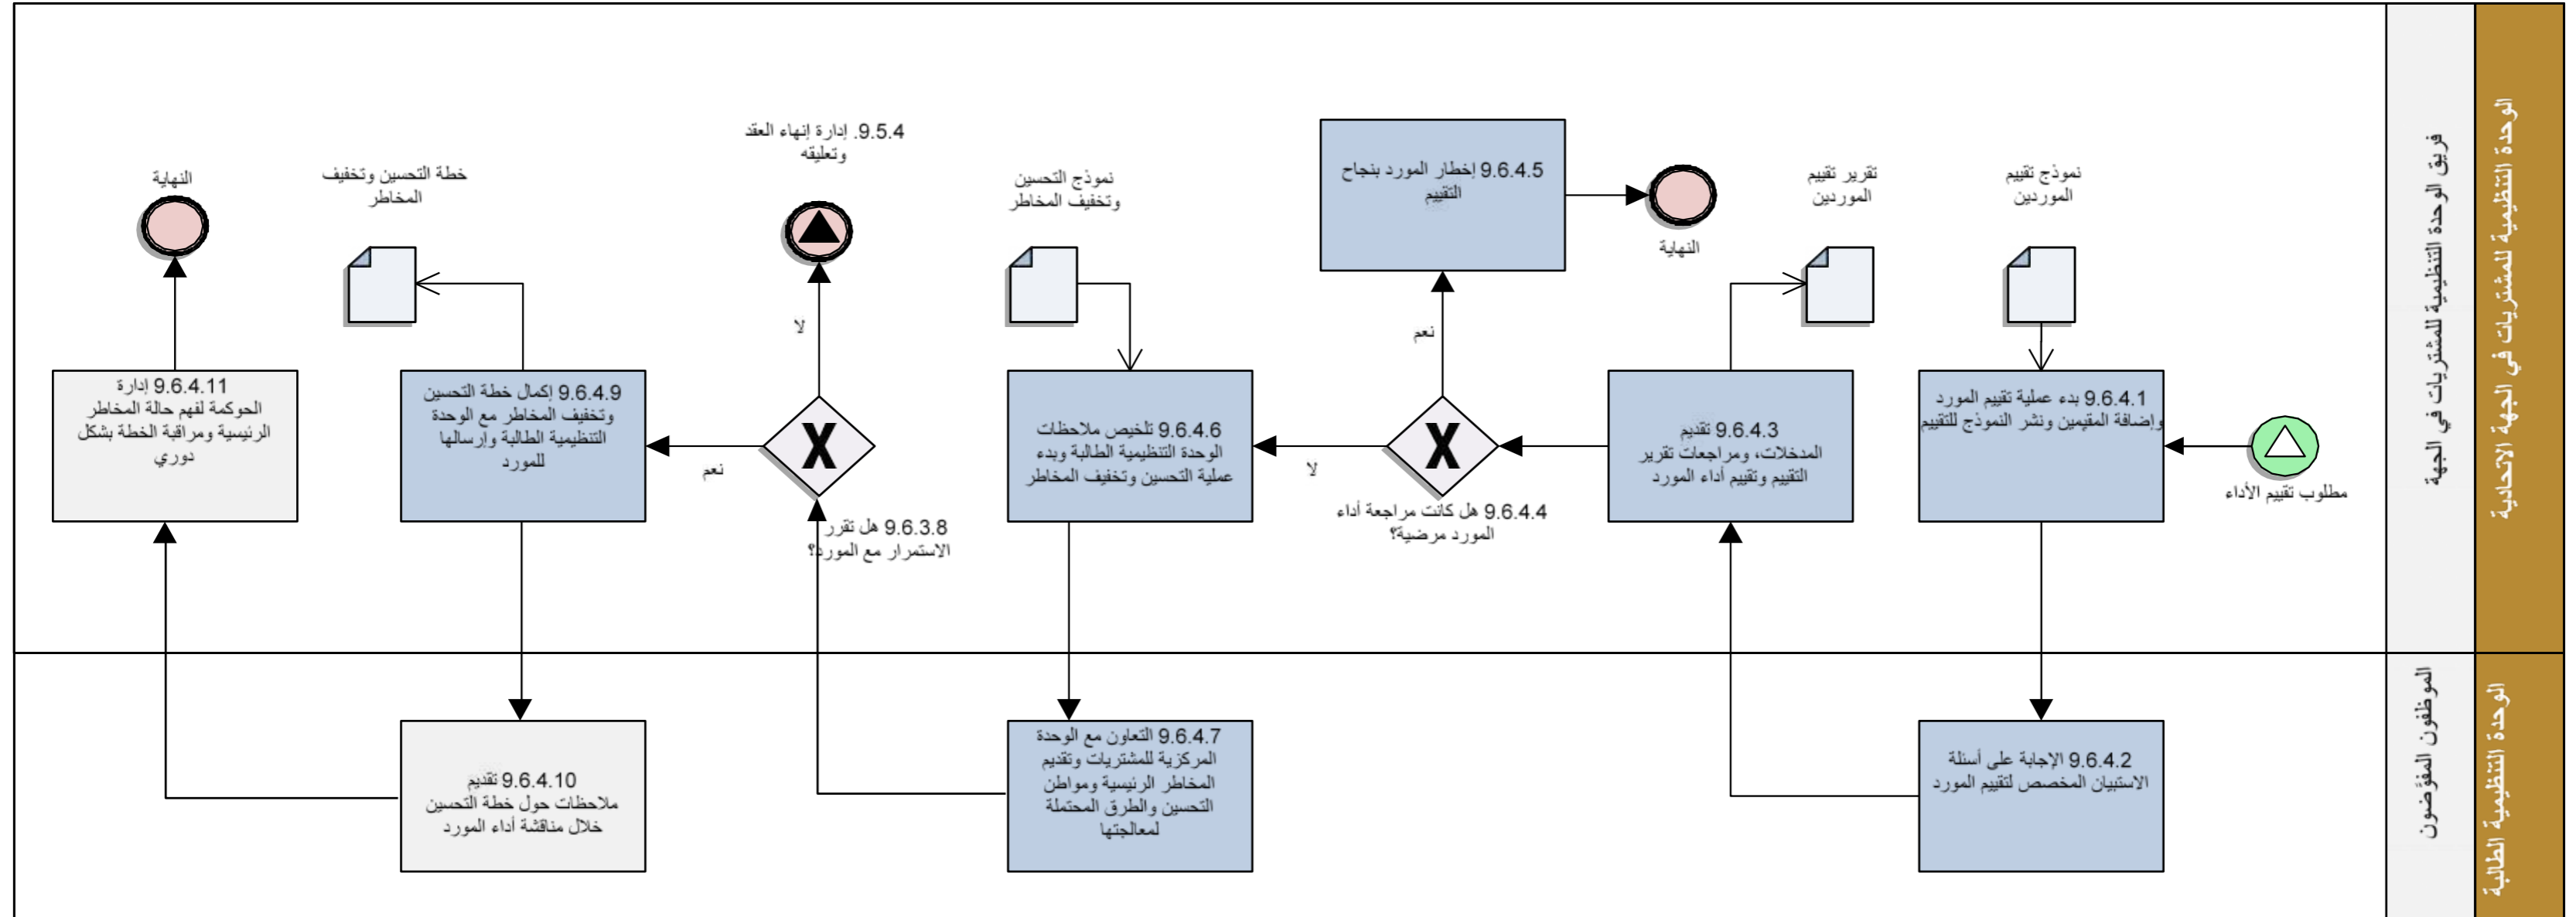 الوحدة التنظيمية للمشتريات في الجهة الاتحادية
فريق الوحدة التنظيمية للمشتريات في الجهة
مطلوب تقييم الأداء
نموذج تقييم
الموردين
9.6.4.1 بدء عملية تقييم المورد
وإضافة المقيمين ونشر النموذج للتقييم
تقرير تقييم
الموردين
9.6.4.3 تقديم
المدخلات، ومراجعات تقرير
التقييم وتقييم أداء المورد
9.6.4.4 هل كانت مراجعة أداء
المورد مرضية؟
نعم
9.6.4.5 إخطار المورد بنجاح
التقييم
النهاية
لا
نموذج التحسين
وتخفيف المخاطر
9.6.4.6 تلخيص ملاحظات
الوحدة التنظيمية الطالبة وبدء
عملية التحسين وتخفيف المخاطر
9.6.3.8 هل تقرر
الاستمرار مع المورد؟
لا
9.5.4. إدارة إنهاء العقد
وتعليقه
نعم
خطة التحسين وتخفيف
المخاطر
9.6.4.9 إكمال خطة التحسين
وتخفيف المخاطر مع الوحدة
التنظيمية الطالبة وإرسالها
للمورد
النهاية
9.6.4.11 إدارة
الحوكمة لفهم حالة المخاطر
الرئيسية ومراقبة الخطة بشكل
دوري
الوحدة التنظيمية الطالبة
الموظفون المفوَّضون
9.6.4.2 الإجابة على أسئلة
الاستبيان المخصص لتقييم المورد
9.6.4.7 التعاون مع الوحدة
المركزية للمشتريات وتقديم
المخاطر الرئيسية ومواطن
التحسين والطرق المحتملة
لمعالجتها
9.6.4.10 تقديم
ملاحظات حول خطة التحسين
خلال مناقشة أداء المورد